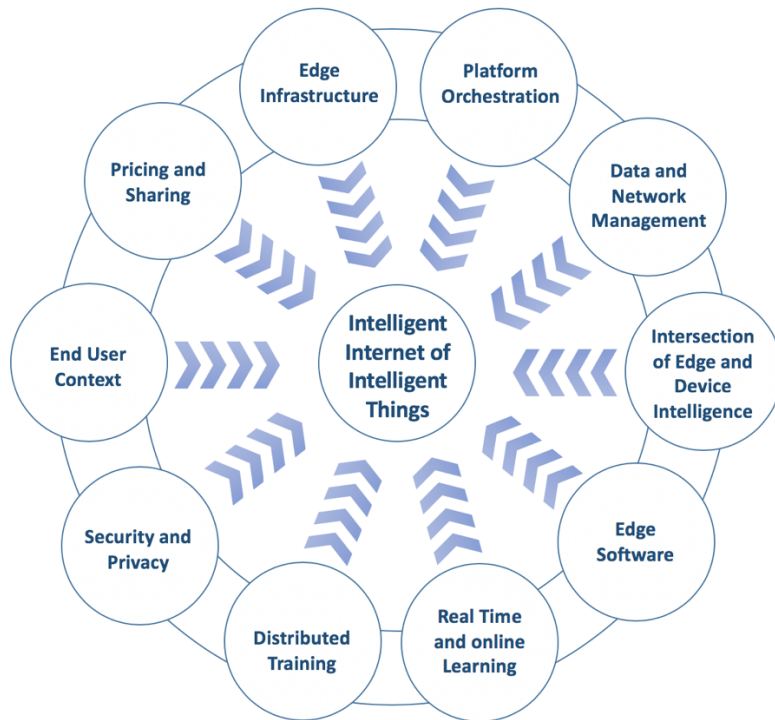 Edge
Infrastructure
Platform
Orchestration
Pricing and
Sharing
Data and
Network
Management
End User
Context
Intelligent
Internet of
Intelligent
Things
Intersection
of Edge and
Device
Intelligence
Security and
Privacy
Edge
Software
Distributed
Training
Real Time
and online
Learning